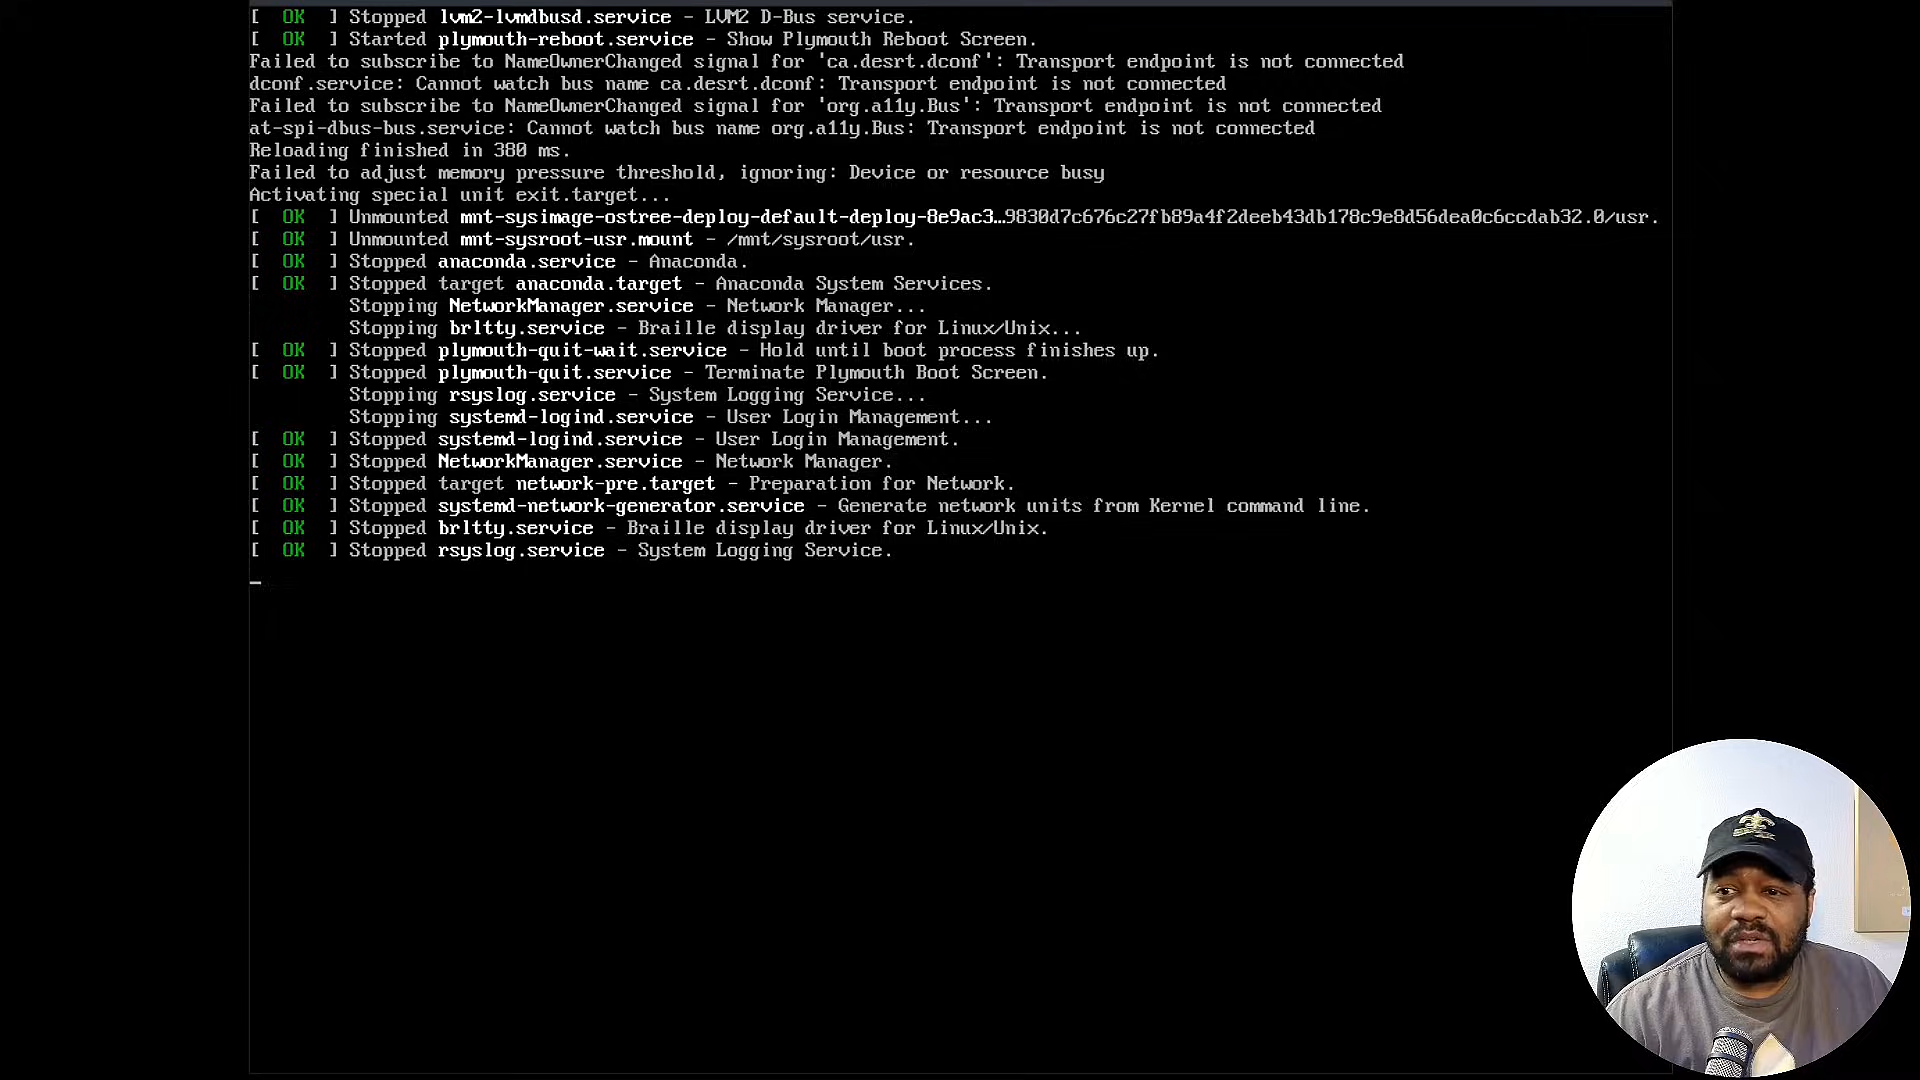 [  OK  ] Stopped lvm2-lvmdbusd.service - LVM2 D-Bus service.
[  OK  ] Started plymouth-reboot.service - Show Plymouth Reboot Screen.
Failed to subscribe to NameOwnerChanged signal for 'ca.desrt.dconf': Transport endpoint is not connected
dconf.service: Cannot watch bus name ca.desrt.dconf: Transport endpoint is not connected
Failed to subscribe to NameOwnerChanged signal for 'org.a11y.Bus': Transport endpoint is not connected
at-spi-dbus-bus.service: Cannot watch bus name org.a11y.Bus: Transport endpoint is not connected
Reloading finished in 380 ms.
Failed to adjust memory pressure threshold, ignoring: Device or resource busy
Activating special unit exit.target...
[  OK  ] Unmounted mnt-sysimage-ostree-deploy-default-deploy-8e9ac3…9830d7c676c27fb89a4f2deeb43db178c9e8d56dea0c6ccdab32.0/usr.
[  OK  ] Unmounted mnt-sysroot-usr.mount - /mnt/sysroot/usr.
[  OK  ] Stopped anaconda.service - Anaconda.
[  OK  ] Stopped target anaconda.target - Anaconda System Services.
Stopping NetworkManager.service - Network Manager...
Stopping brltty.service - Braille display driver for Linux/Unix...
[  OK  ] Stopped plymouth-quit-wait.service - Hold until boot process finishes up.
[  OK  ] Stopped plymouth-quit.service - Terminate Plymouth Boot Screen.
Stopping rsyslog.service - System Logging Service...
Stopping systemd-logind.service - User Login Management...
[  OK  ] Stopped systemd-logind.service - User Login Management.
[  OK  ] Stopped NetworkManager.service - Network Manager.
[  OK  ] Stopped target network-pre.target - Preparation for Network.
[  OK  ] Stopped systemd-network-generator.service - Generate network units from Kernel command line.
[  OK  ] Stopped brltty.service - Braille display driver for Linux/Unix.
[  OK  ] Stopped rsyslog.service - System Logging Service.